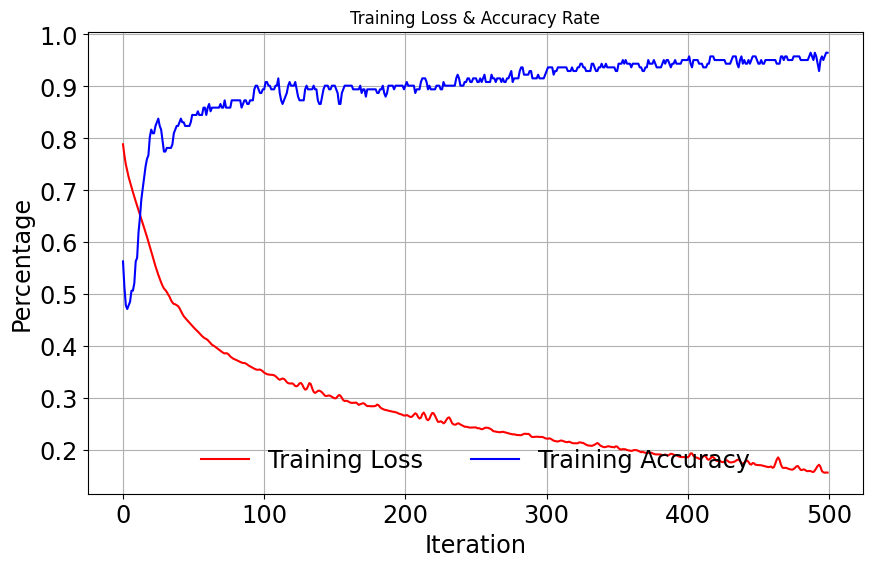 Training Loss & Accuracy Rate
1.0
0.9
0.8
0.7
0.6
0.5
0.4
0.3
0.2
Percentage
Training Loss
Training Accuracy
0 100 200 300 400 500
Iteration